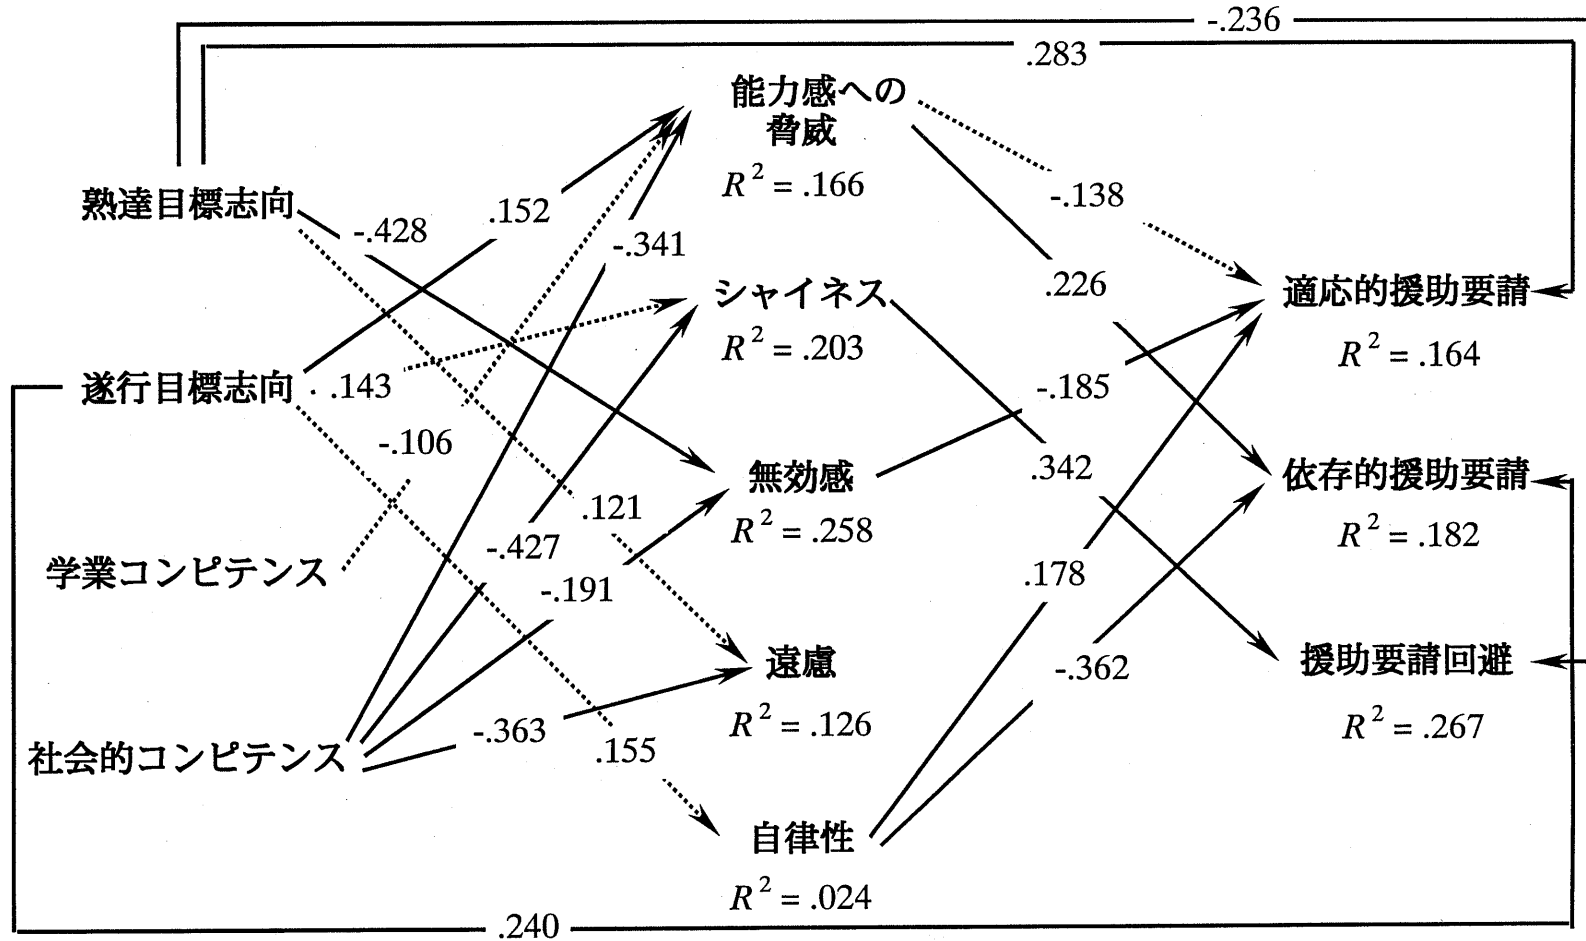 -.236
.283
能力感への
脅威
R² = .166
-.138
熟達目標志向
-.428
.152
-.341
シャイネス
R² = .203
.226
適応的援助要請
R² = .164
遂行目標志向
.143
-.185
-.106
無効感
R² = .258
.342
依存的援助要請
R² = .182
.121
学業コンピテンス
-.427
-.191
.178
遠慮
R² = .126
-.362
援助要請回避
R² = .267
社会的コンピテンス
-.363
.155
自律性
R² = .024
.240